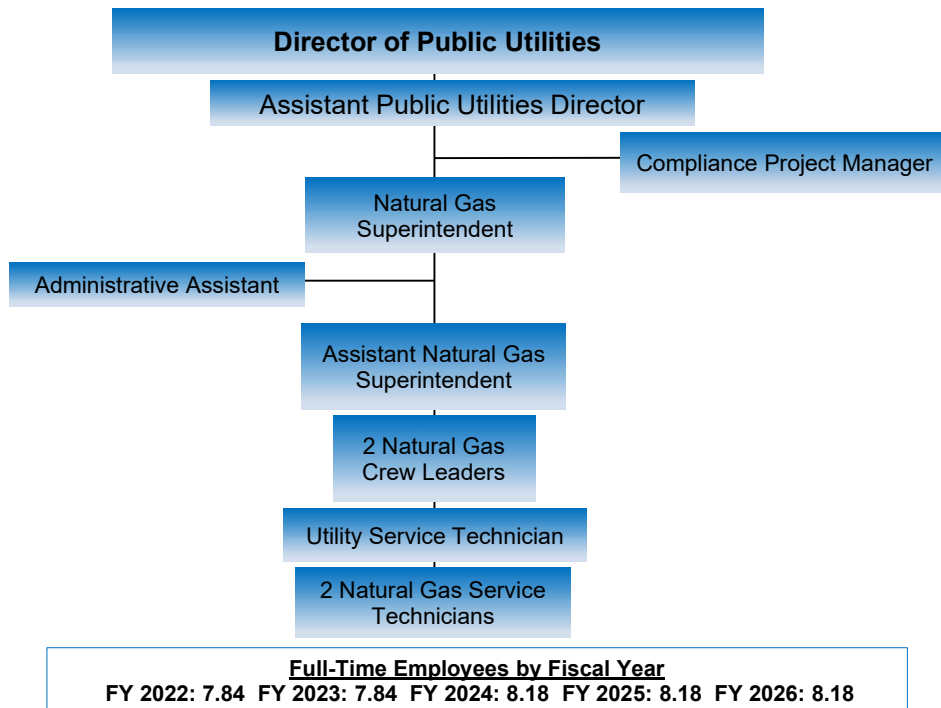 Director of Public Utilities
Assistant Public Utilities Director
Compliance Project Manager
Natural Gas
Superintendent
Administrative Assistant
Assistant Natural Gas
Superintendent
2 Natural Gas
Crew Leaders
Utility Service Technician
2 Natural Gas Service
Technicians
Full-Time Employees by Fiscal Year
FY 2022: 7.84 FY 2023: 7.84 FY 2024: 8.18 FY 2025: 8.18 FY 2026: 8.18